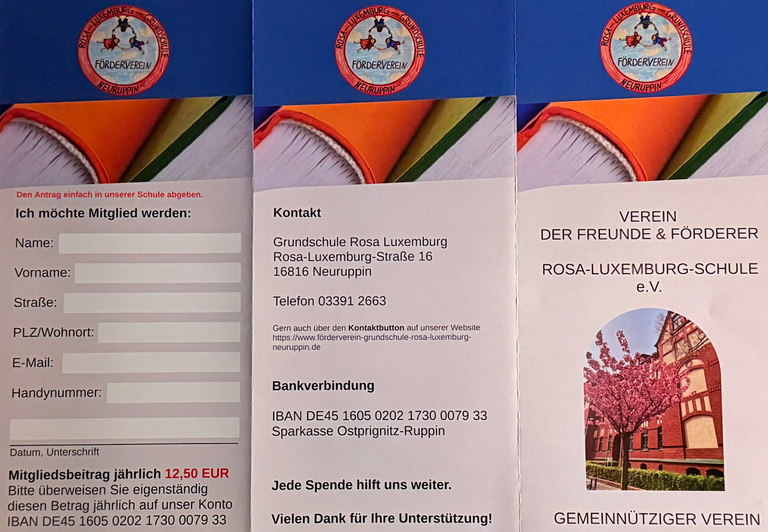 ROSA-LUXEMBURG-GRUNDSCHULE
FÖRDERVEREIN
NEURUPPIN
Den Antrag einfach in unserer Schule abgeben.
Ich möchte Mitglied werden:
Name:
Vorname:
Straße:
PLZ/Wohnort:
E-Mail:
Handynummer:
Datum, Unterschrift
Mitgliedsbeitrag jährlich 12,50 EUR
Bitte überweisen Sie eigenständig
diesen Betrag jährlich auf unser Konto
IBAN DE45 1605 0202 1730 0079 33
ROSA-LUXEMBURG-GRUNDSCHULE
FÖRDERVEREIN
NEURUPPIN
Kontakt
Grundschule Rosa Luxemburg
Rosa-Luxemburg-Straße 16
16816 Neuruppin
Telefon 03391 2663
Gern auch über den Kontaktbutton auf unserer Website
https://www.förderverein-grundschule-rosa-luxemburg-
neuruppin.de
Bankverbindung
IBAN DE45 1605 0202 1730 0079 33
Sparkasse Ostprignitz-Ruppin
Jede Spende hilft uns weiter.
Vielen Dank für Ihre Unterstützung!
ROSA-LUXEMBURG-GRUNDSCHULE
FÖRDERVEREIN
NEURUPPIN
VEREIN
DER FREUNDE & FÖRDERER
ROSA-LUXEMBURG-SCHULE
e.V.
GEMEINNÜTZIGER VEREIN